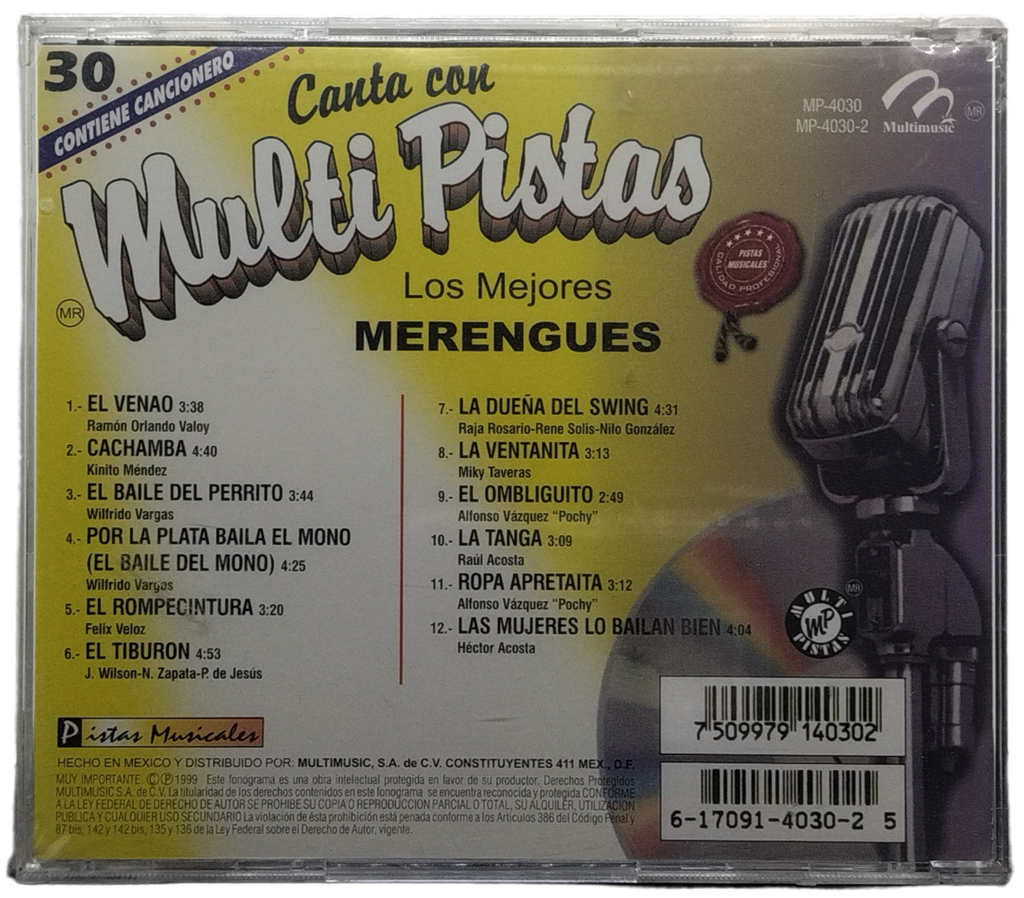 30
CONTIENE CANCIONERO
Canta con
Multi Pistas
MR
MP-4030
MP-4030-2
Multimusic
MR
PISTAS
MUSICALES
CALIDAD PROFESIONAL
Los Mejores
MERENGUES
1.- EL VENAO 3:38
Ramón Orlando Valoy
2.- CACHAMBA 4:40
Kinito Méndez
3.- EL BAILE DEL PERRITO 3:44
Wilfrido Vargas
4.- POR LA PLATA BAILA EL MONO
(EL BAILE DEL MONO) 4:25
Wilfrido Vargas
5.- EL ROMPECINTURA 3:20
Felix Veloz
6.- EL TIBURON 4:53
J. Wilson-N. Zapata-P. de Jesús
7.- LA DUEÑA DEL SWING 4:31
Raja Rosario-Rene Solis-Nilo González
8.- LA VENTANITA 3:13
Miky Taveras
9.- EL OMBLIGUITO 2:49
Alfonso Vázquez "Pochy"
10.- LA TANGA 3:09
Raúl Acosta
11.- ROPA APRETAITA 3:12
Alfonso Vázquez "Pochy"
12.- LAS MUJERES LO BAILAN BIEN 4:04
Héctor Acosta
MULTI
MP
PISTAS
MR
Pistas Musicales
HECHO EN MEXICO Y DISTRIBUIDO POR: MULTIMUSIC, S.A. de C.V. CONSTITUYENTES 411 MEX., D.F.
MUY IMPORTANTE Ⓒ Ⓟ 1999 Este fonograma es una obra intelectual protegida en favor de su productor. Derechos Protegidos
MULTIMUSIC S.A. de C.V. La titularidad de los derechos contenidos en este fonograma se encuentra reconocida y protegida CONFORME
A LA LEY FEDERAL DE DERECHO DE AUTOR SE PROHIBE SU COPIA O REPRODUCCION PARCIAL O TOTAL, SU ALQUILER, UTILIZACION
PUBLICA Y CUALQUIER USO SECUNDARIO La violación de ésta prohibición está penada conforme a los Artículos 386 del Código Penal y
87 bis, 142 y 142 bis, 135 y 136 de la Ley Federal sobre el Derecho de Autor, vigente.
7 509979 140302
6-17091-4030-2 5